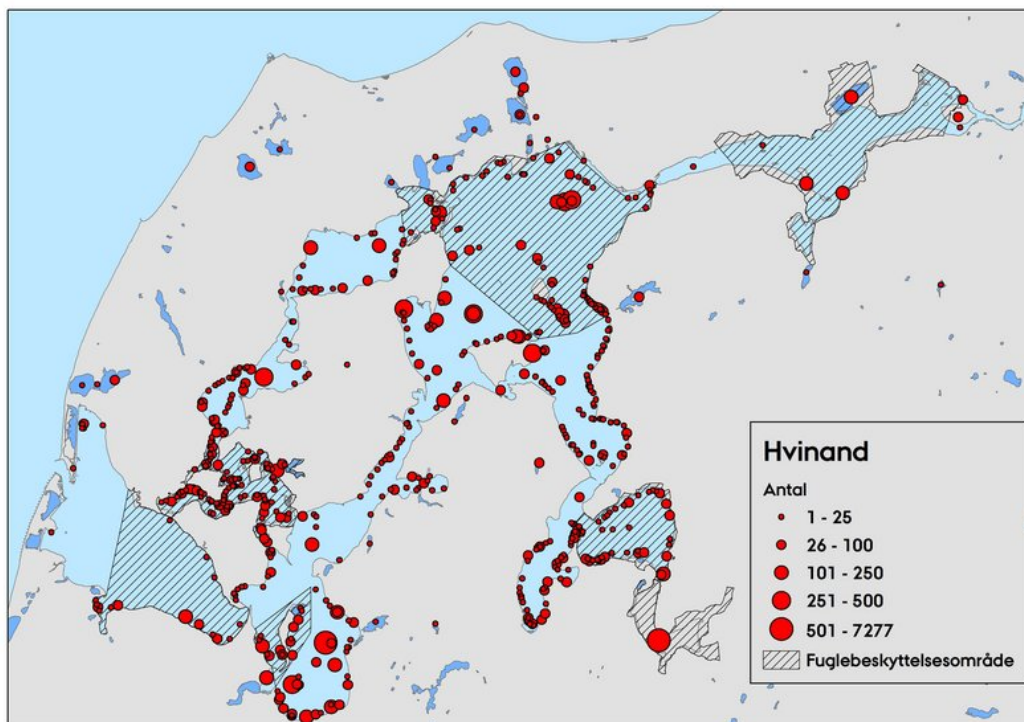 Hvinand
Antal
1 - 25
26 - 100
101 - 250
251 - 500
501 - 7277
Fuglebeskyttelsesområde